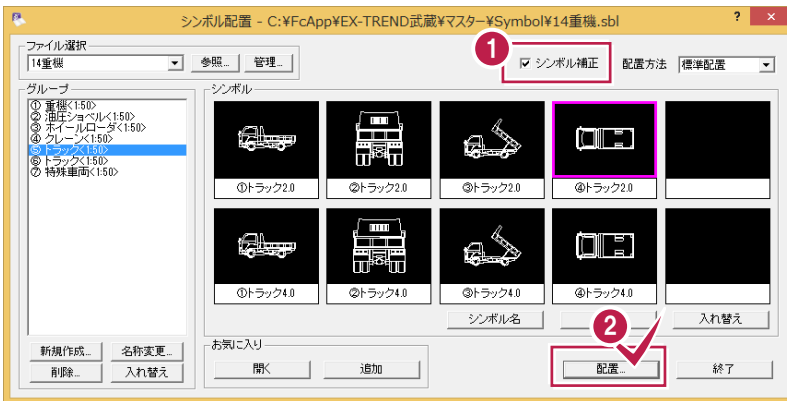 シンボル配置 - C:¥FcApp¥EX-TREND武蔵¥マスター¥Symbol¥14重機.sbl ? ×
ファイル選択
14重機 参照... 管理...
1
シンボル補正 配置方法 標準配置
グループ
① 重機<1:50>
② 油圧ショベル<1:50>
③ ホイールローダ<1:50>
④ クレーン<1:50>
⑤ トラック<1:50>
⑥ トラック<1:50>
⑦ 特殊車両<1:50>
シンボル
①トラック2.0 ②トラック2.0 ③トラック2.0 ④トラック2.0
①トラック4.0 ②トラック4.0 ③トラック4.0 ④トラック4.0
シンボル名 入れ替え
新規作成... 名称変更...
削除... 入れ替え
お気に入り
開く 追加
2
配置... 終了